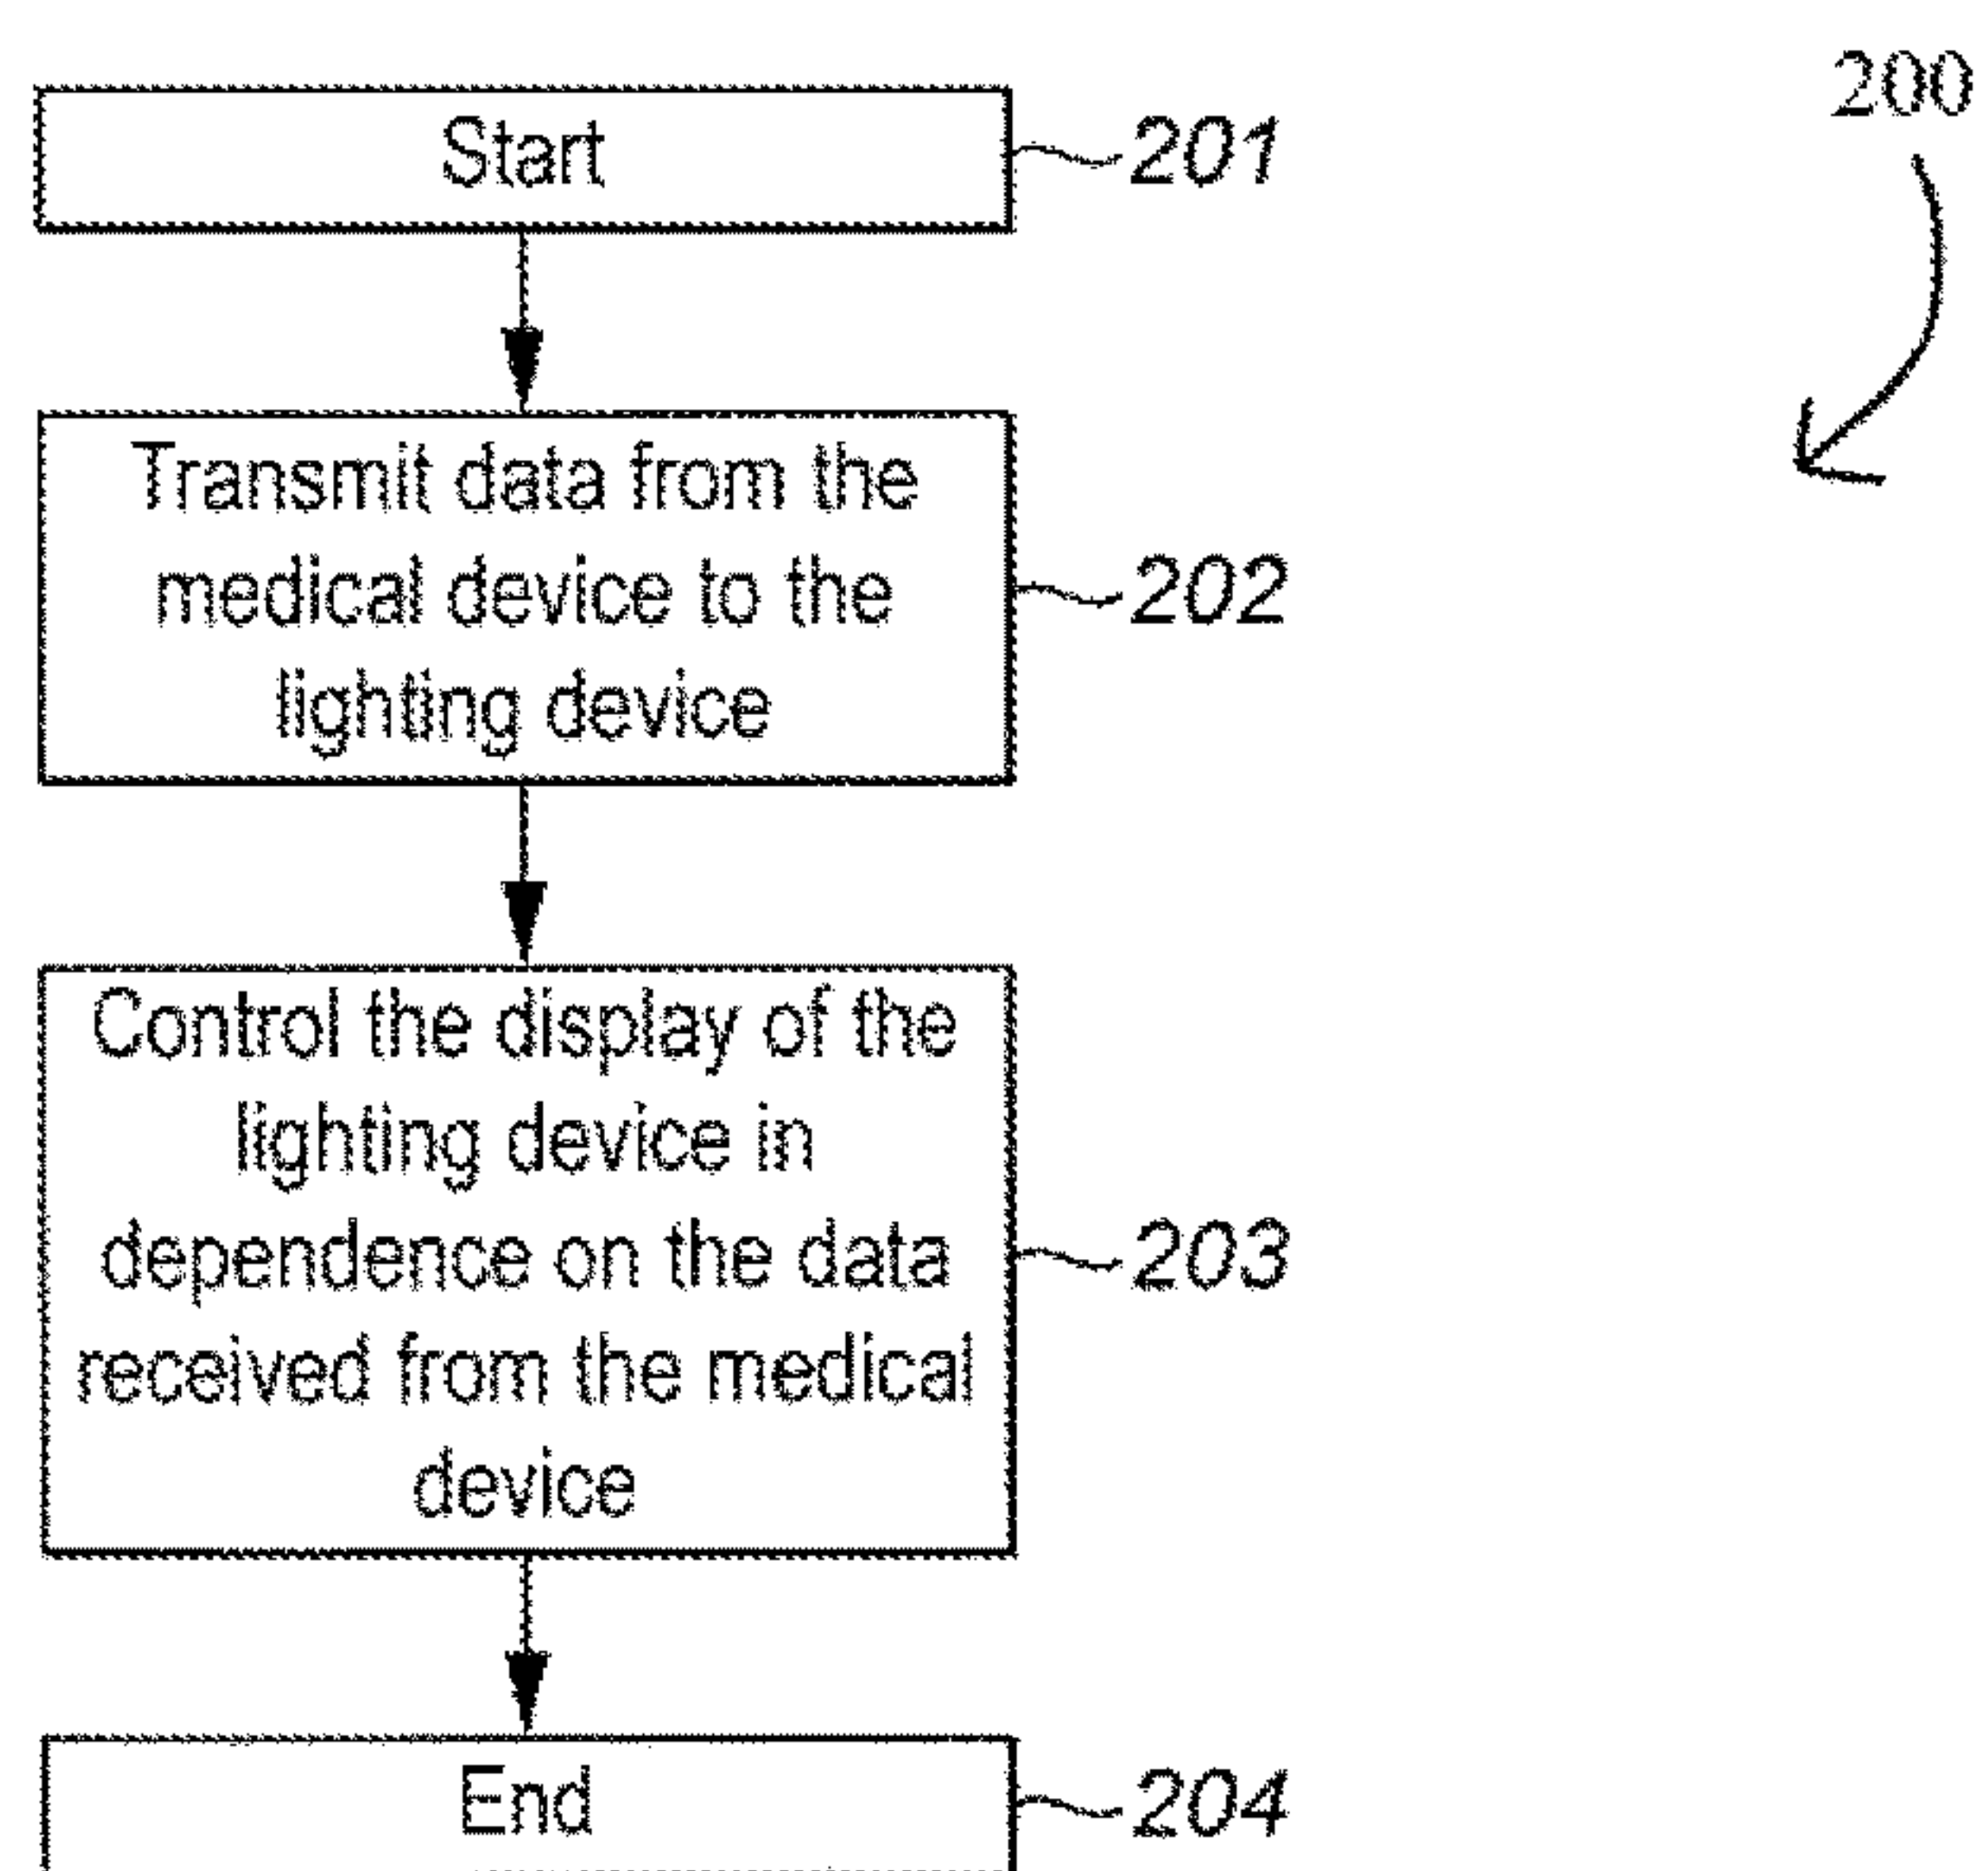 200
Start
201
Transmit data from the
medical device to the
lighting device
202
Control the display of the
lighting device in
dependence on the data
received from the medical
device
203
End
204